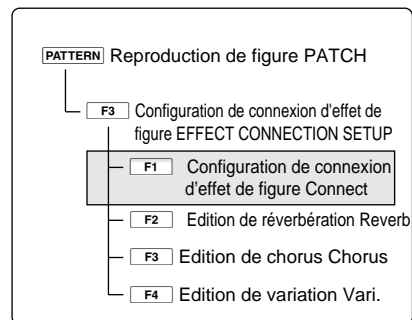 PATTERN Reproduction de figure PATCH
F3 Configuration de connexion d'effet de
figure EFFECT CONNECTION SETUP
F1 Configuration de connexion
d'effet de figure Connect
F2 Edition de réverbération Reverb
F3 Edition de chorus Chorus
F4 Edition de variation Vari.